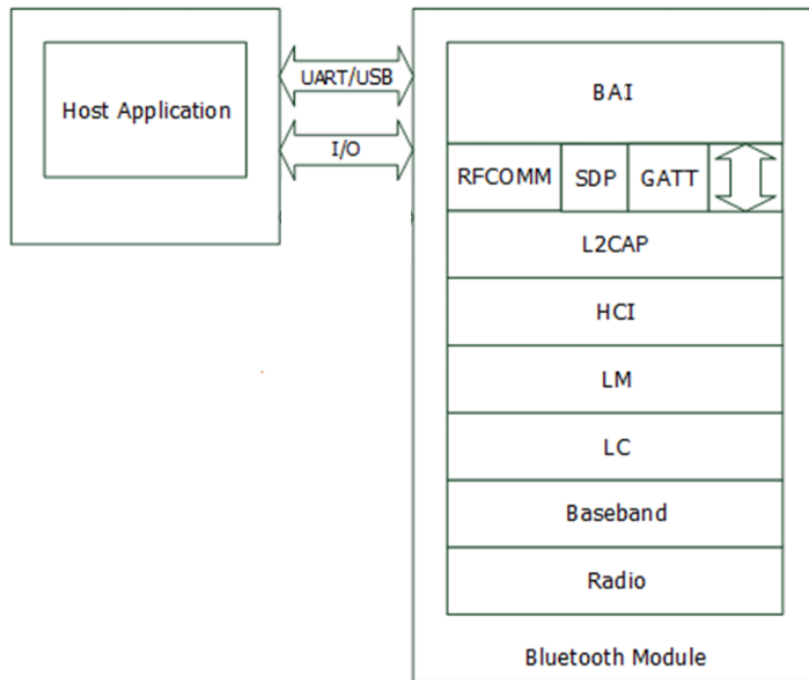 Host Application
UART/USB
I/O
BAI
RFCOMM
SDP
GATT
L2CAP
HCI
LM
LC
Baseband
Radio
Bluetooth Module